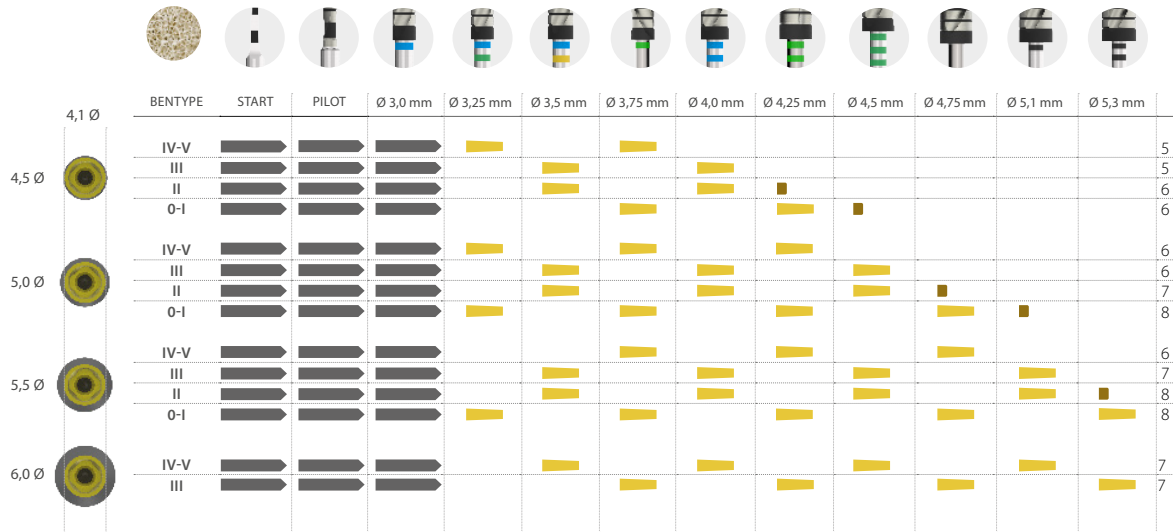 BENTYPE START PILOT Ø 3,0 mm Ø 3,25 mm Ø 3,5 mm Ø 3,75 mm Ø 4,0 mm Ø 4,25 mm Ø 4,5 mm Ø 4,75 mm Ø 5,1 mm Ø 5,3 mm
4,1 Ø
IV-V 5
III 5
4,5 Ø
II 6
0-I 6
IV-V 6
III 6
5,0 Ø
II 7
0-I 8
IV-V 6
III 7
5,5 Ø
II 8
0-I 8
IV-V 7
6,0 Ø
III 7